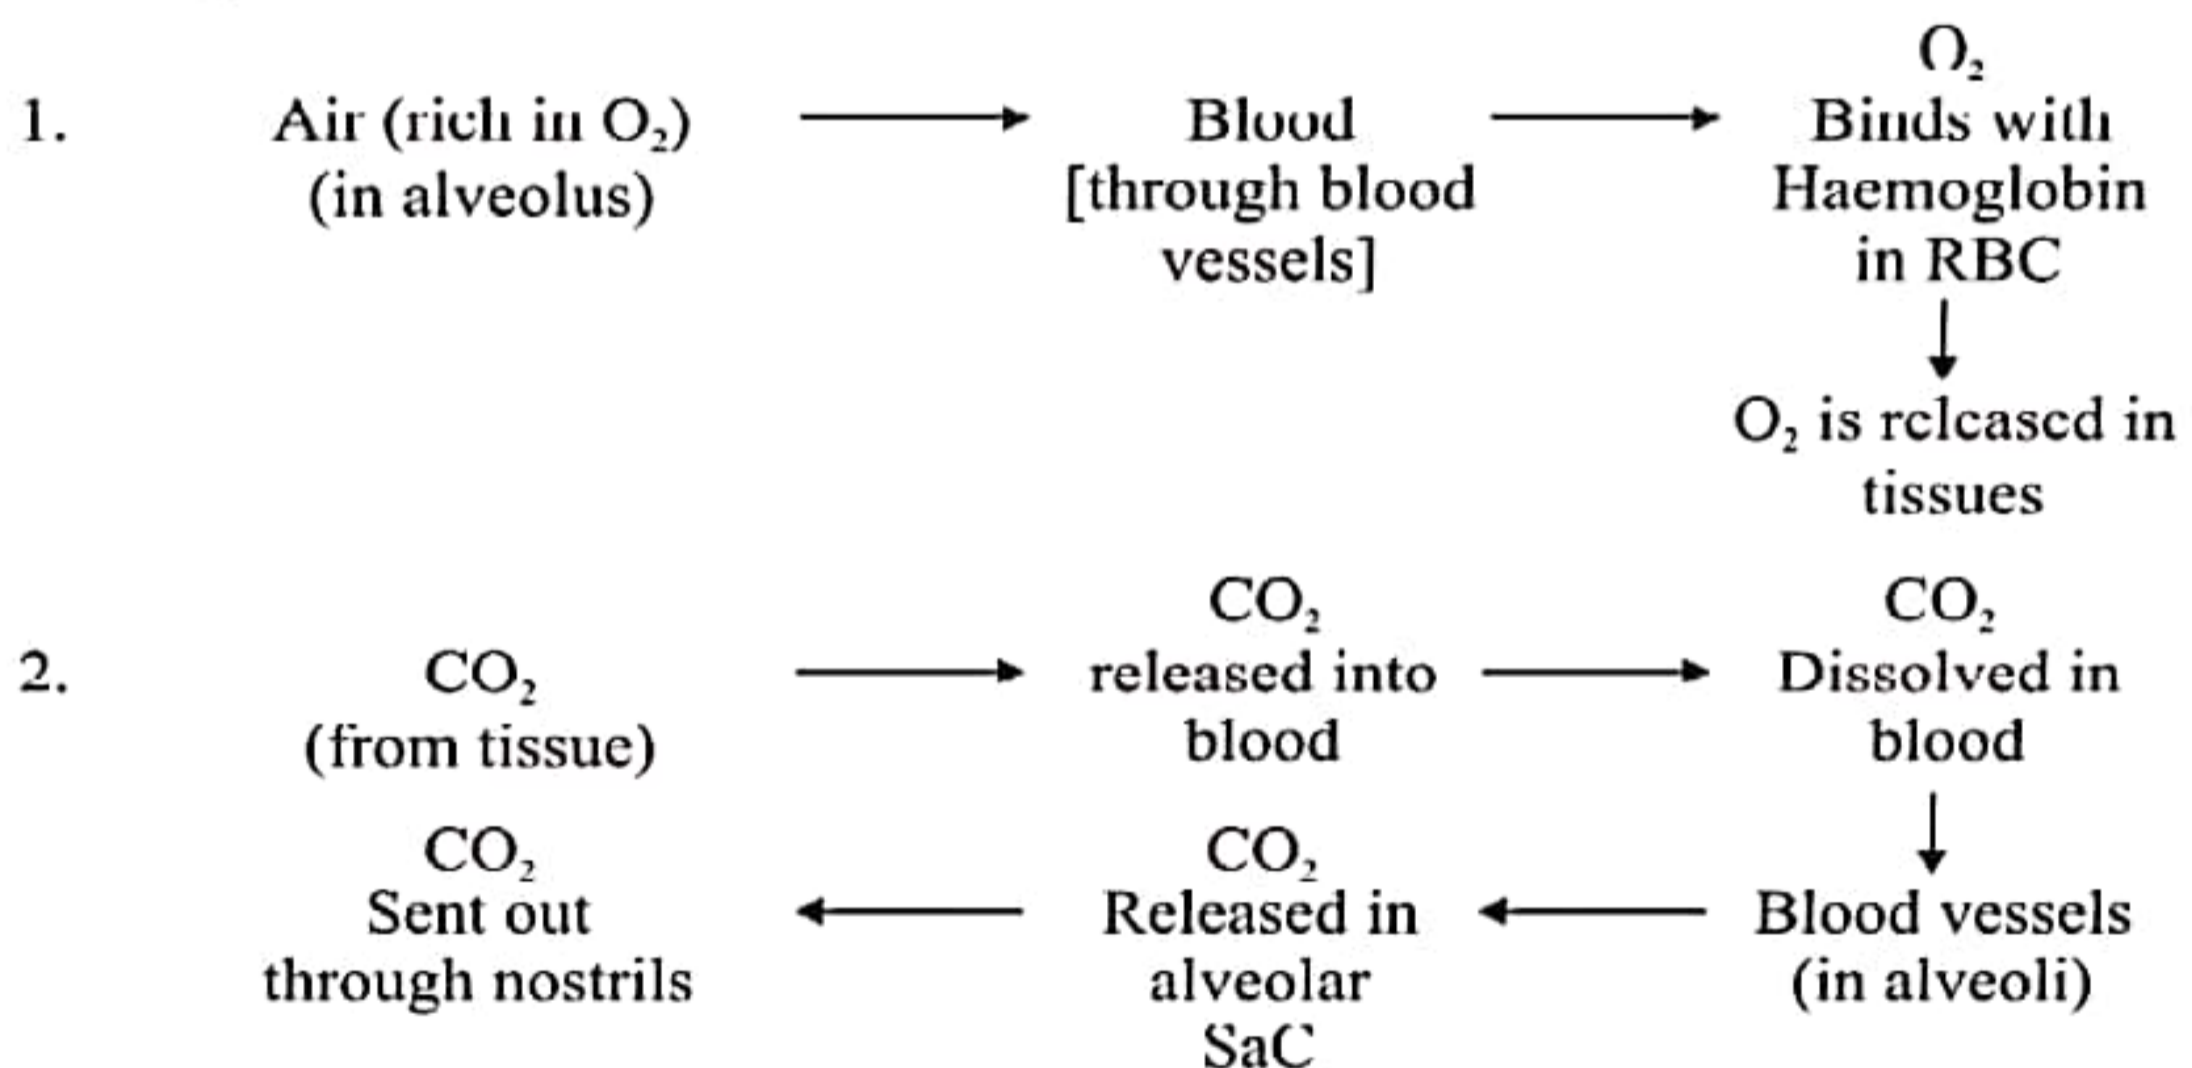 O₂
1. Air (rich in O₂) Blood Binds with
(in alveolus) [through blood Haemoglobin
vessels] in RBC
O₂ is released in
tissues
CO₂ CO₂
2. CO₂ released into Dissolved in
(from tissue) blood blood
CO₂ CO₂
Sent out Released in Blood vessels
through nostrils alveolar (in alveoli)
SaC